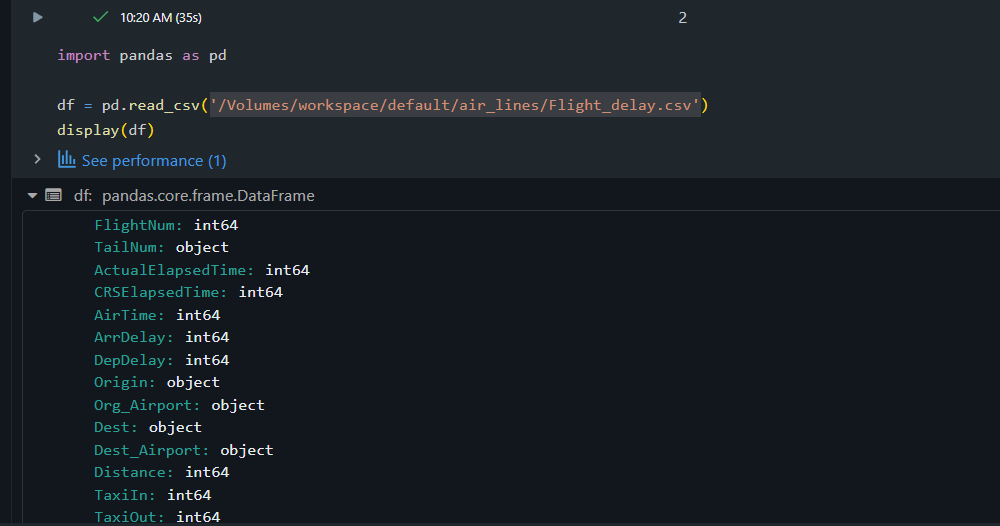 10:20 AM (35s)
2
import pandas as pd
df = pd.read_csv('/Volumes/workspace/default/air_lines/Flight_delay.csv')
display(df)
See performance (1)
df: pandas.core.frame.DataFrame
FlightNum: int64
TailNum: object
ActualElapsedTime: int64
CRSElapsedTime: int64
AirTime: int64
ArrDelay: int64
DepDelay: int64
Origin: object
Org_Airport: object
Dest: object
Dest_Airport: object
Distance: int64
TaxiIn: int64
TaxiOut: int64